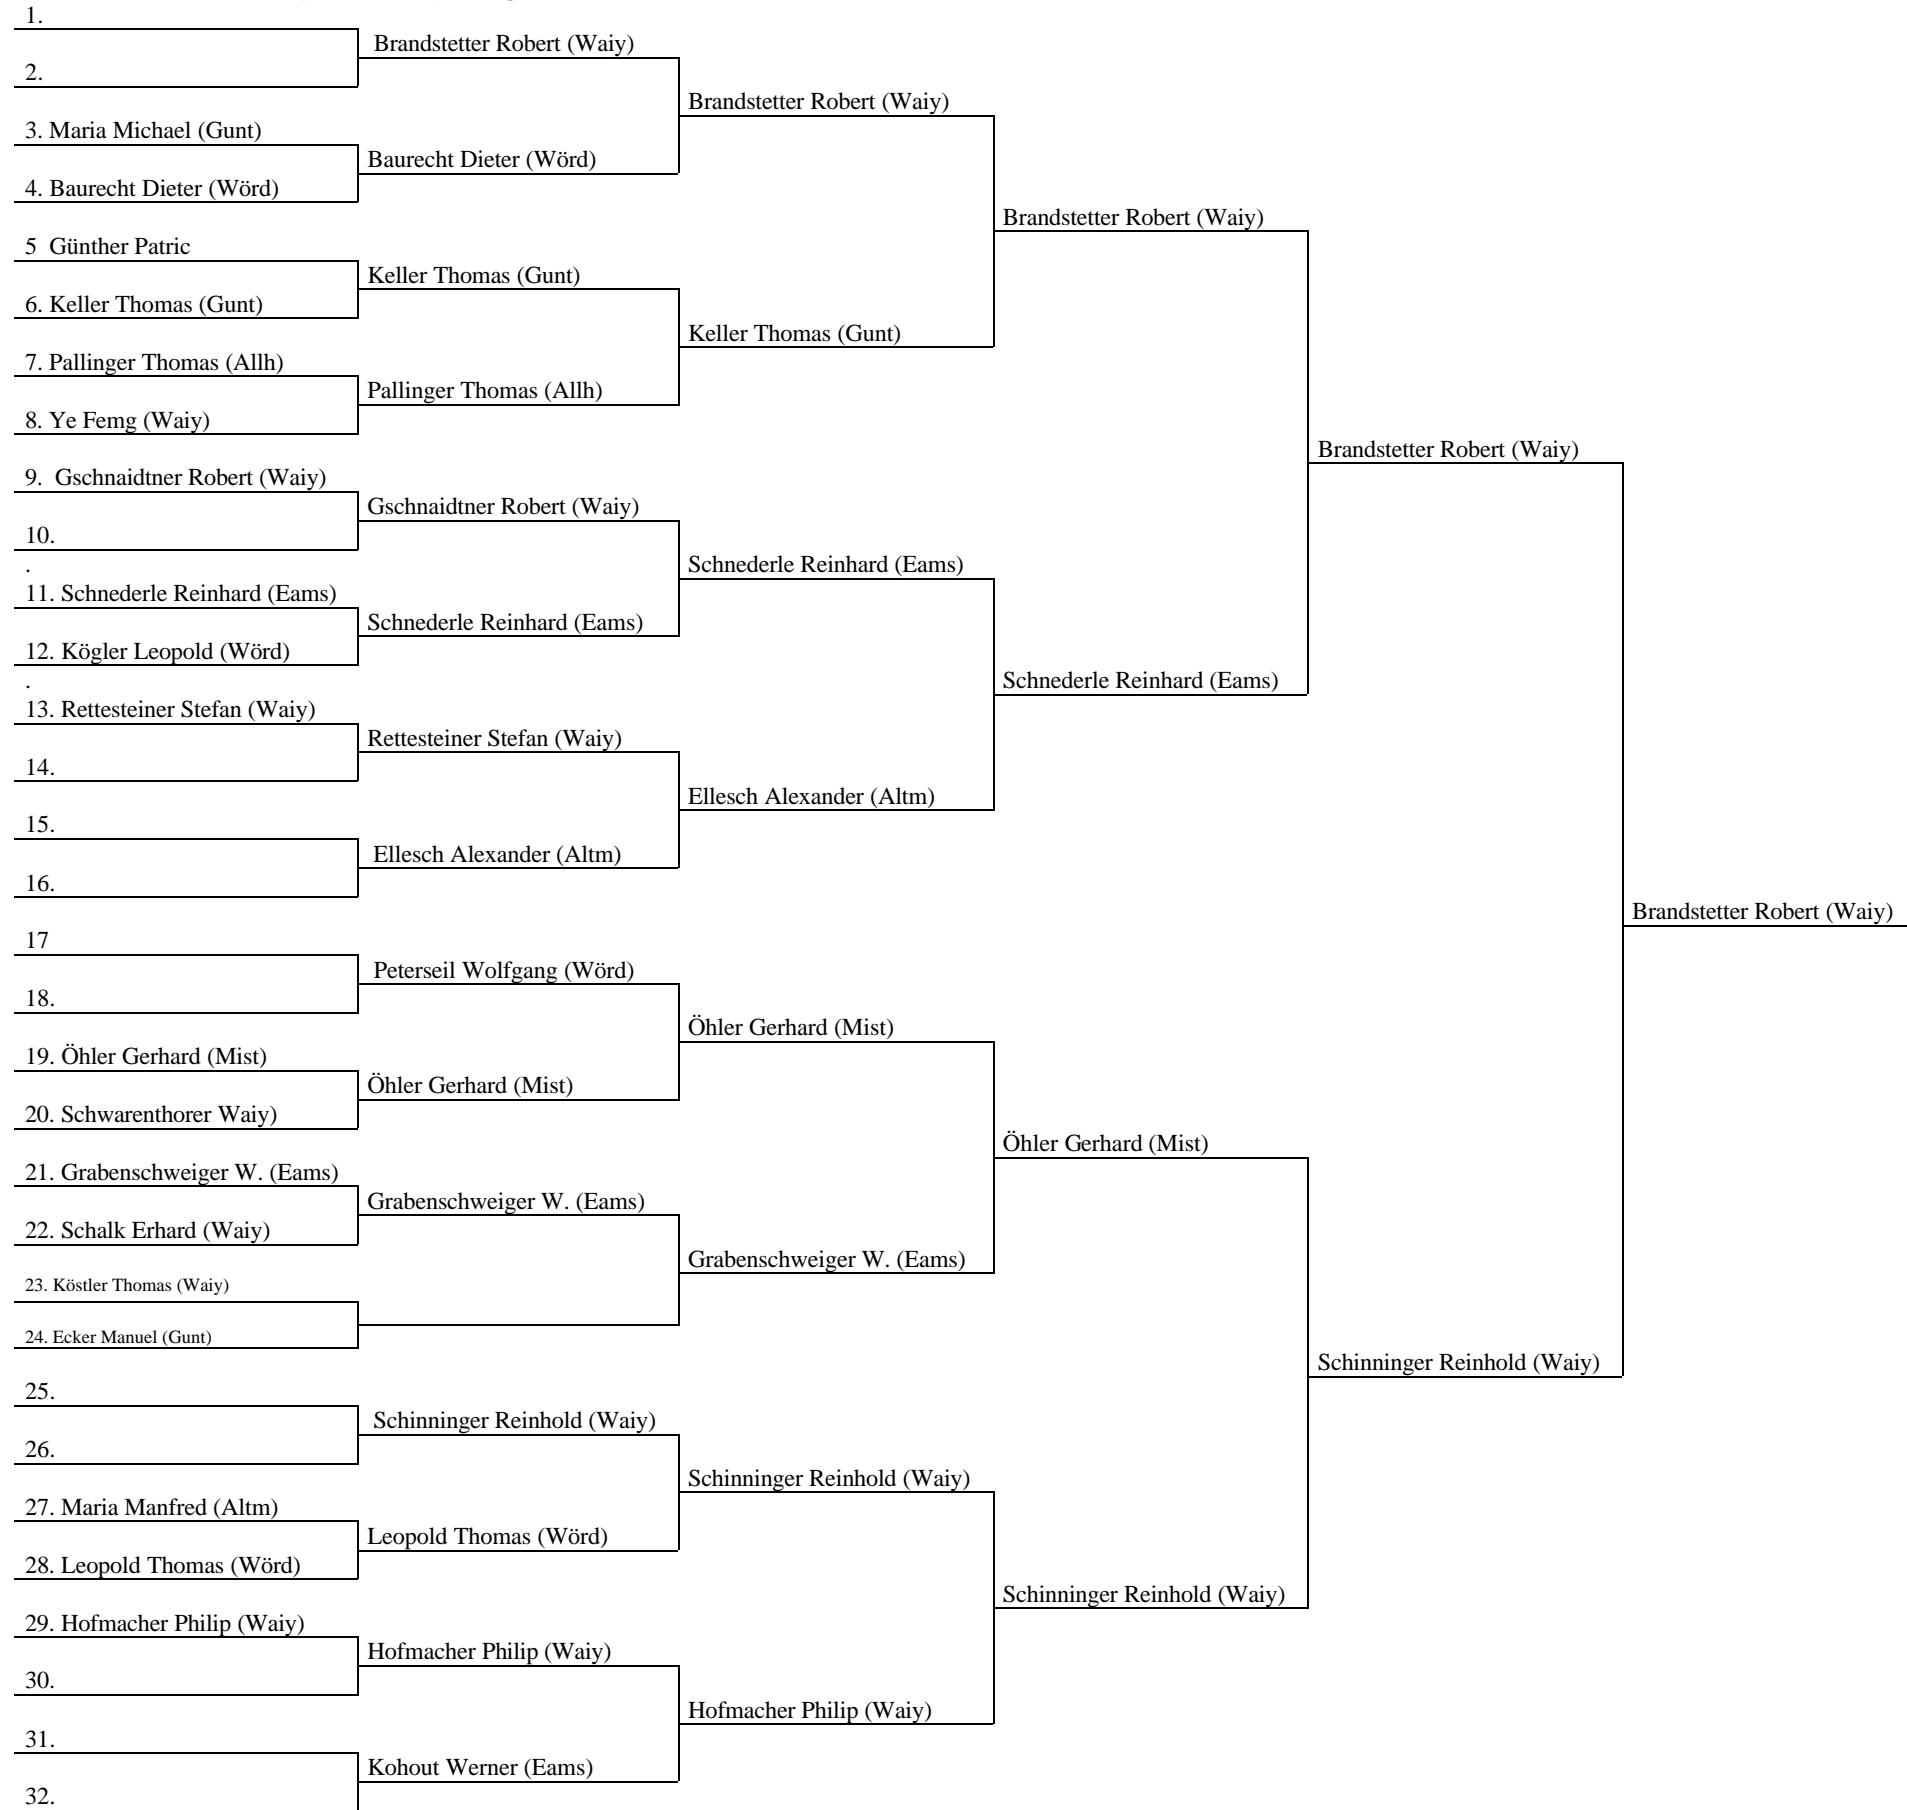 1.
Brandstetter Robert (Waiy)
2.
Brandstetter Robert (Waiy)
3. Maria Michael (Gunt)
Baurecht Dieter (Wörd)
4. Baurecht Dieter (Wörd)
Brandstetter Robert (Waiy)
5 Günther Patric
Keller Thomas (Gunt)
6. Keller Thomas (Gunt)
Keller Thomas (Gunt)
7. Pallinger Thomas (Allh)
Pallinger Thomas (Allh)
8. Ye Femg (Waiy)
Brandstetter Robert (Waiy)
9. Gschnaidtner Robert (Waiy)
Gschnaidtner Robert (Waiy)
10.
.
Schnederle Reinhard (Eams)
11. Schnederle Reinhard (Eams)
Schnederle Reinhard (Eams)
12. Kögler Leopold (Wörd)
.
Schnederle Reinhard (Eams)
13. Rettesteiner Stefan (Waiy)
Rettesteiner Stefan (Waiy)
14.
Ellesch Alexander (Altm)
15.
Ellesch Alexander (Altm)
16.
Brandstetter Robert (Waiy)
17
Peterseil Wolfgang (Wörd)
18.
Öhler Gerhard (Mist)
19. Öhler Gerhard (Mist)
Öhler Gerhard (Mist)
20. Schwarenthorer Waiy)
Öhler Gerhard (Mist)
21. Grabenschweiger W. (Eams)
Grabenschweiger W. (Eams)
22. Schalk Erhard (Waiy)
Grabenschweiger W. (Eams)
23. Köstler Thomas (Waiy)
24. Ecker Manuel (Gunt)
Schinninger Reinhold (Waiy)
25.
Schinninger Reinhold (Waiy)
26.
Schinninger Reinhold (Waiy)
27. Maria Manfred (Altm)
Leopold Thomas (Wörd)
28. Leopold Thomas (Wörd)
Schinninger Reinhold (Waiy)
29. Hofmacher Philip (Waiy)
Hofmacher Philip (Waiy)
30.
Hofmacher Philip (Waiy)
31.
Kohout Werner (Eams)
32.